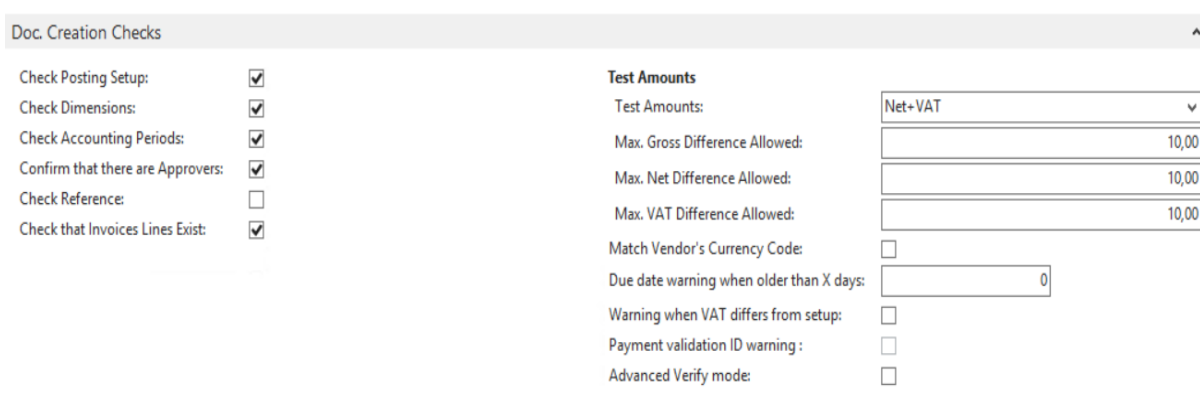 Doc. Creation Checks
Check Posting Setup:
Check Dimensions:
Check Accounting Periods:
Confirm that there are Approvers:
Check Reference:
Check that Invoices Lines Exist:
Test Amounts
Test Amounts: Net+VAT
Max. Gross Difference Allowed: 10,00
Max. Net Difference Allowed: 10,00
Max. VAT Difference Allowed: 10,00
Match Vendor's Currency Code:
Due date warning when older than X days: 0
Warning when VAT differs from setup:
Payment validation ID warning :
Advanced Verify mode: